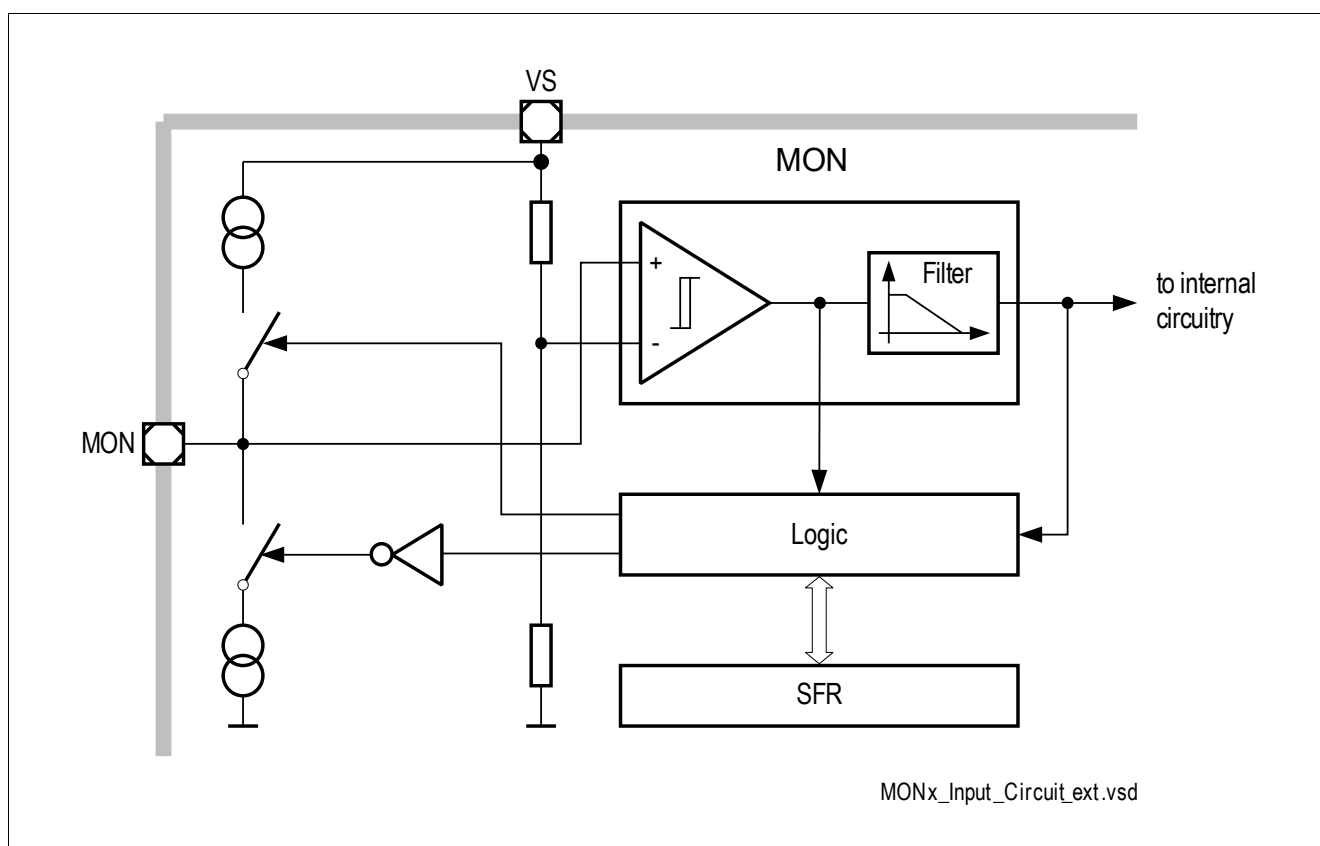 VS
MON
+
-
Filter
to internal
circuitry
MON
Logic
SFR
MONx_Input_Circuit_ext.vsd